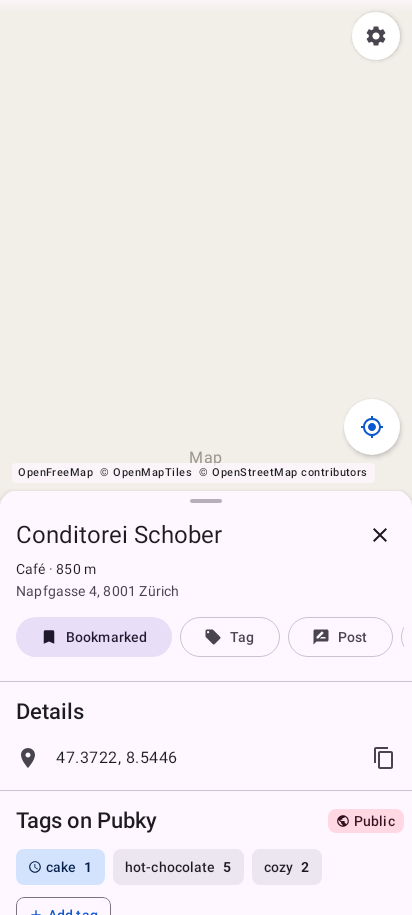 Map
OpenFreeMap © OpenMapTiles © OpenStreetMap contributors
Conditorei Schober
Café · 850 m
Napfgasse 4, 8001 Zürich
Bookmarked Tag Post
Details
47.3722, 8.5446
Tags on Pubky Public
cake 1 hot-chocolate 5 cozy 2
+ Add tag